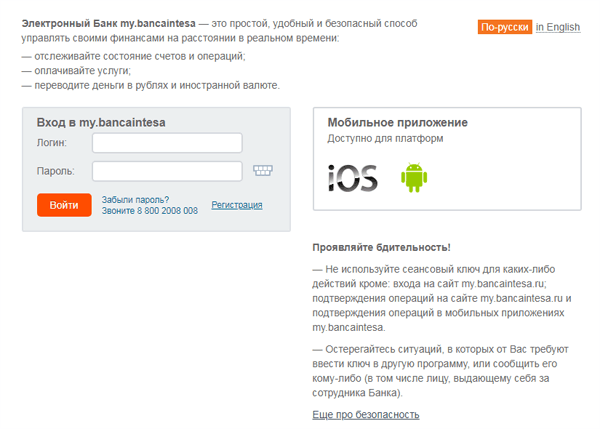 Электронный Банк my.bancaintesa — это простой, удобный и безопасный способ
управлять своими финансами на расстоянии в реальном времени:
— отслеживайте состояние счетов и операций;
— оплачивайте услуги;
— переводите деньги в рублях и иностранной валюте.
По-русски in English
Вход в my.bancaintesa
Логин:
Пароль:
Войти
Забыли пароль?
Звоните 8 800 2008 008
Регистрация
Мобильное приложение
Доступно для платформ
iOS
Проявляйте бдительность!
— Не используйте сеансовый ключ для каких-либо
действий кроме: входа на сайт my.bancaintesa.ru;
подтверждения операций на сайте my.bancaintesa.ru и
подтверждения операций в мобильных приложениях
my.bancaintesa.
— Остерегайтесь ситуаций, в которых от Вас требуют
ввести ключ в другую программу, или сообщить его
кому-либо (в том числе лицу, выдающему себя за
сотрудника Банка).
Еще про безопасность